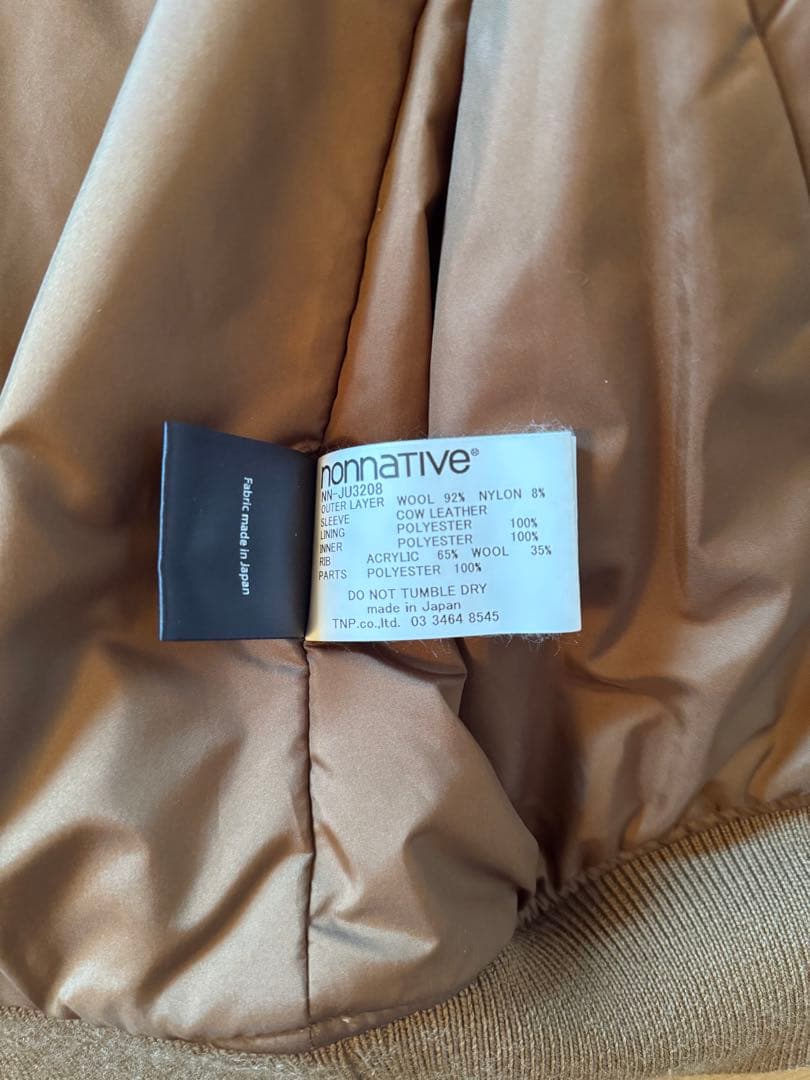 Fabric made in Japan
nonnative®
NN-JU3208
OUTER LAYER WOOL 92% NYLON 8%
SLEEVE COW LEATHER
LINING POLYESTER 100%
INNER POLYESTER 100%
RIB ACRYLIC 65% WOOL 35%
PARTS POLYESTER 100%
DO NOT TUMBLE DRY
made in Japan
TNP.co.,ltd. 03 3464 8545